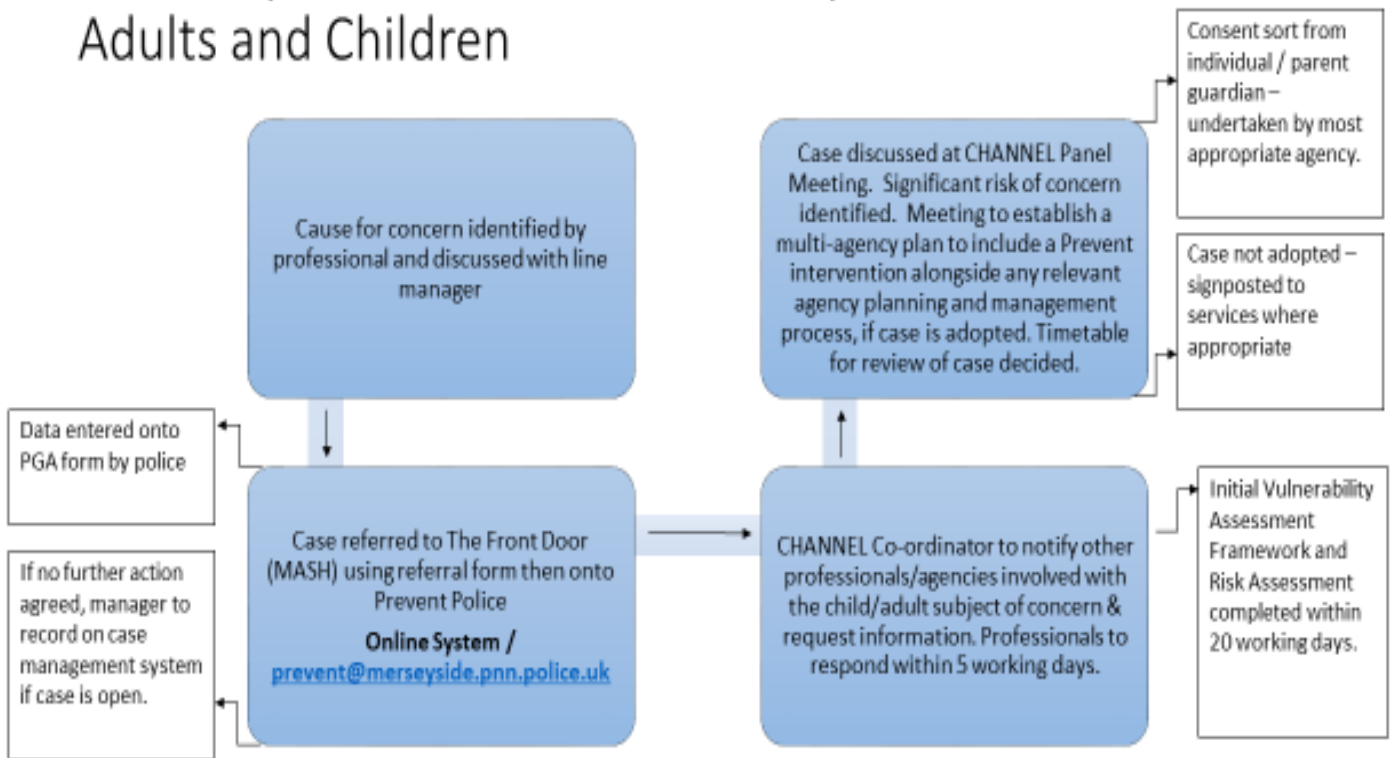 Adults and Children
Cause for concern identified by
professional and discussed with line
manager
Data entered onto
PGA form by police
If no further action
agreed, manager to
record on case
management system
if case is open.
Case referred to The Front Door
(MASH) using referral form then onto
Prevent Police
Online System /
prevent@merseyside.pnn.police.uk
CHANNEL Co-ordinator to notify other
professionals/agencies involved with
the child/adult subject of concern &
request information. Professionals to
respond within 5 working days.
Initial Vulnerability
Assessment
Framework and
Risk Assessment
completed within
20 working days.
Case discussed at CHANNEL Panel
Meeting.  Significant risk of concern
identified.  Meeting to establish a
multi-agency plan to include a Prevent
intervention alongside any relevant
agency planning and management
process, if case is adopted. Timetable
for review of case decided.
Consent sort from
individual / parent
guardian –
undertaken by most
appropriate agency.
Case not adopted –
signposted to
services where
appropriate